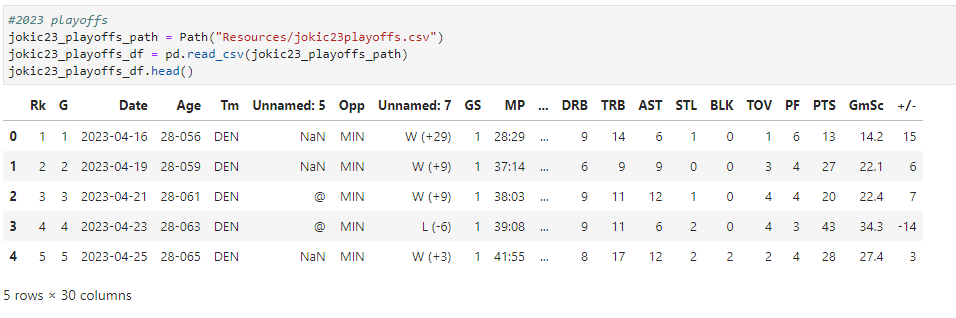 #2023 playoffs
jokic23_playoffs_path = Path("Resources/jokic23playoffs.csv")
jokic23_playoffs_df = pd.read_csv(jokic23_playoffs_path)
jokic23_playoffs_df.head()
Rk G Date Age Tm Unnamed: 5 Opp Unnamed: 7 GS MP ... DRB TRB AST STL BLK TOV PF PTS GmSc +/-
0 1 1 2023-04-16 28-056 DEN NaN MIN W (+29) 1 28:29 ... 9 14 6 1 0 1 6 13 14.2 15
1 2 2 2023-04-19 28-059 DEN NaN MIN W (+9) 1 37:14 ... 6 9 9 0 0 3 4 27 22.1 6
2 3 3 2023-04-21 28-061 DEN @ MIN W (+9) 1 38:03 ... 9 11 12 1 0 4 4 20 22.4 7
3 4 4 2023-04-23 28-063 DEN @ MIN L (-6) 1 39:08 ... 9 11 6 2 0 4 3 43 34.3 -14
4 5 5 2023-04-25 28-065 DEN NaN MIN W (+3) 1 41:55 ... 8 17 12 2 2 2 4 28 27.4 3
5 rows × 30 columns